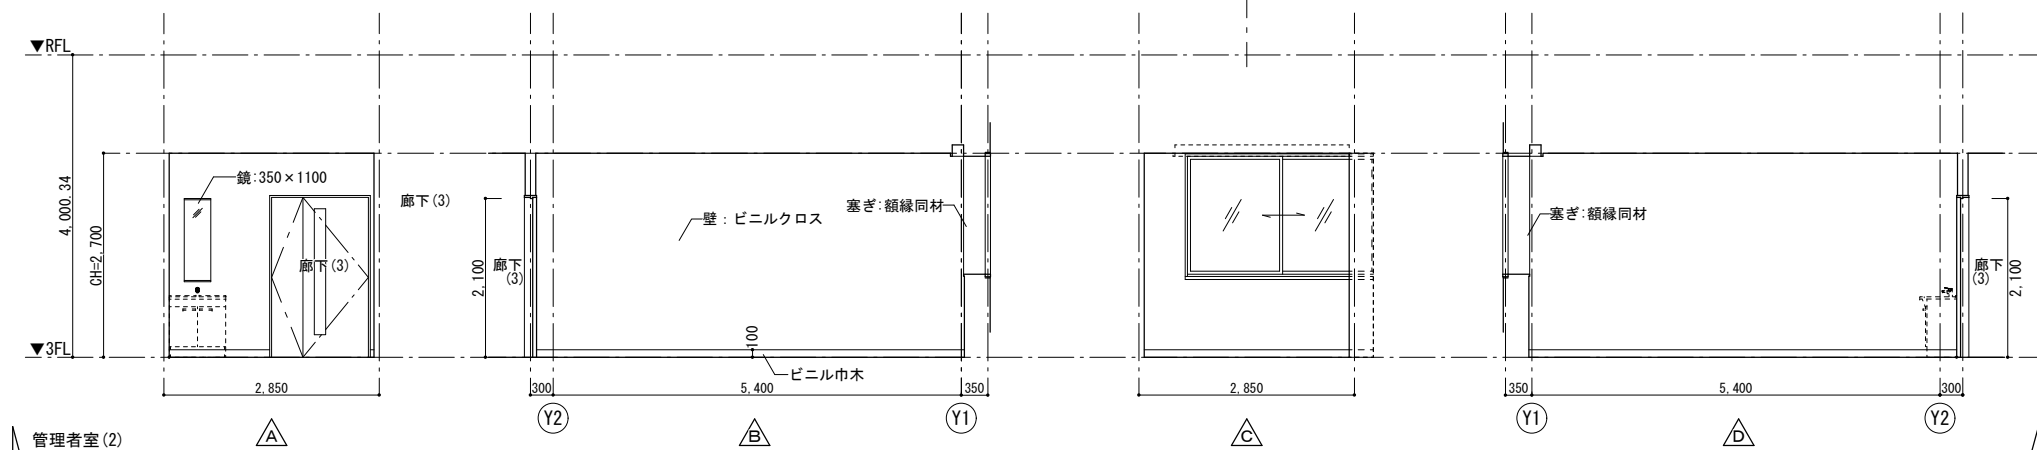 ▼RFL
4,000.34
CH=2,700
鏡:350×1100
廊下(3)
▼3FL
2,850
A
管理者室(2)
廊下(3)
2,100
廊下
(3)
壁：ビニルクロス
塞ぎ:額縁同材
100
ビニル巾木
300
5,400
350
Y2
B
Y1
2,850
C
塞ぎ:額縁同材
廊下
(3)
2,100
350
5,400
300
Y1
D
Y2